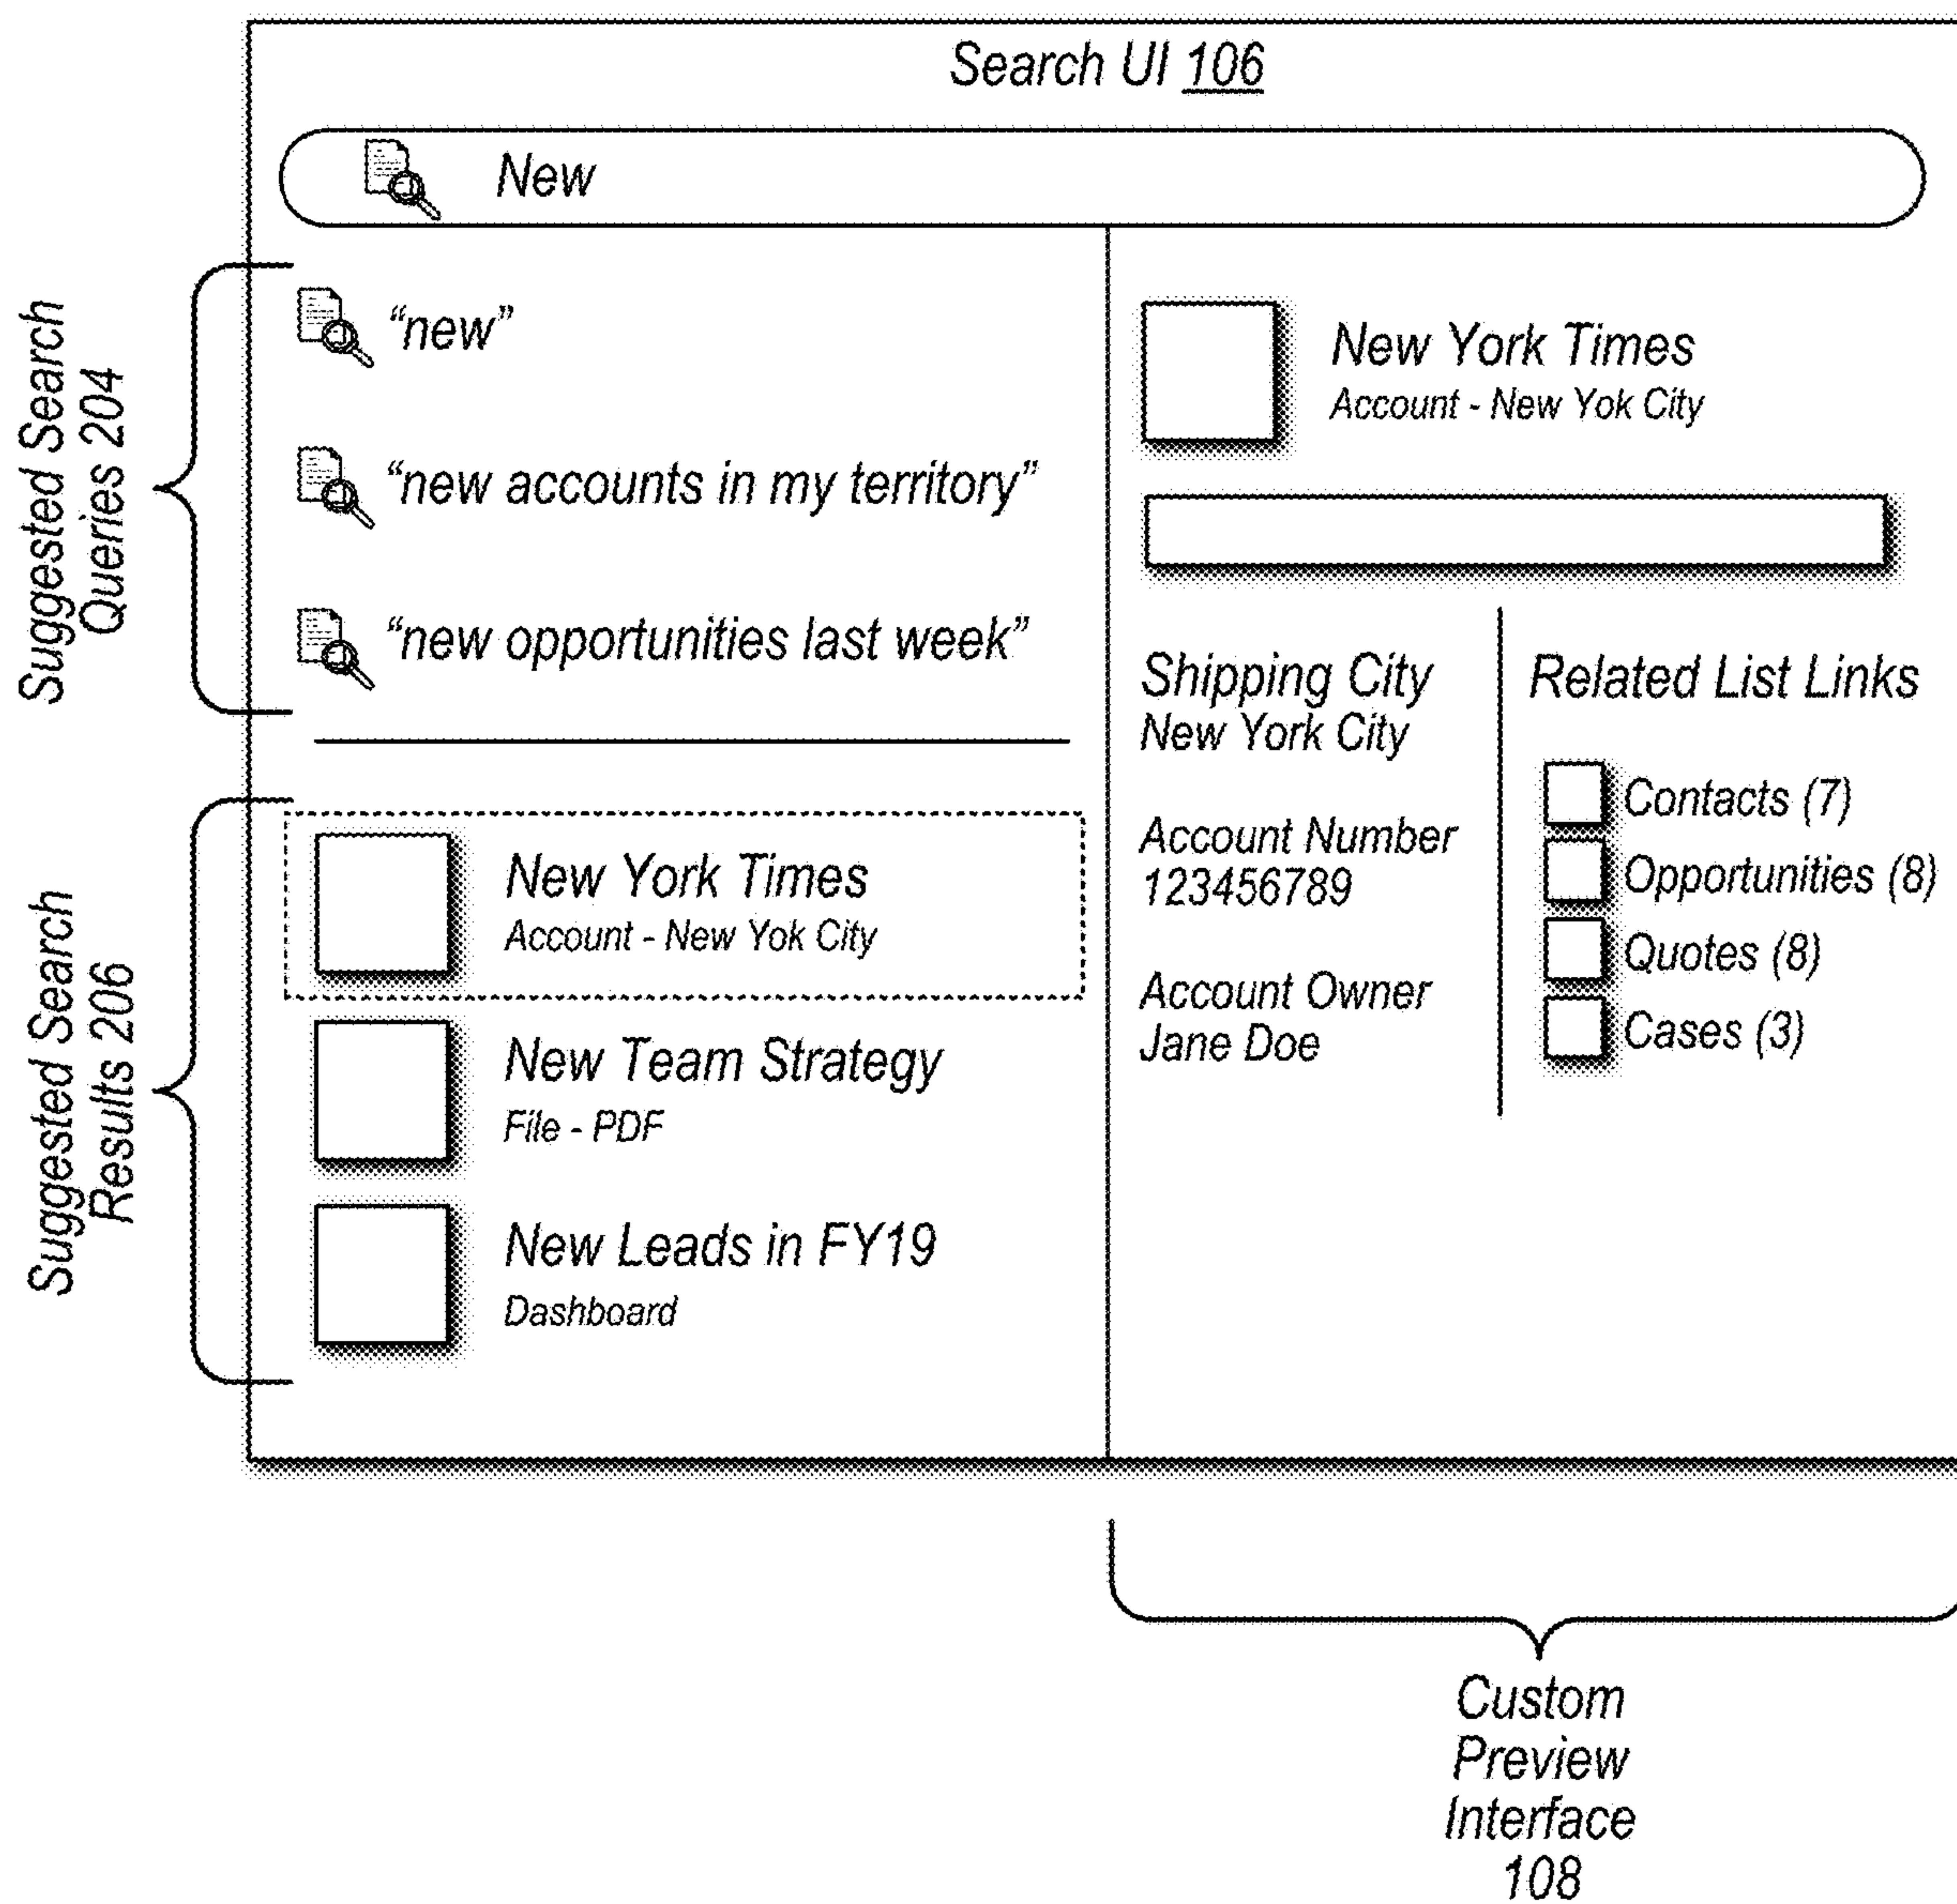 Search UI 106
New
Suggested Search
Queries 204
“new”
“new accounts in my territory”
“new opportunities last week”
Suggested Search
Results 206
New York Times
Account - New Yok City
New Team Strategy
File - PDF
New Leads in FY19
Dashboard
New York Times
Account - New Yok City
Shipping City
New York City
Account Number
123456789
Account Owner
Jane Doe
Related List Links
Contacts (7)
Opportunities (8)
Quotes (8)
Cases (3)
Custom
Preview
Interface
108